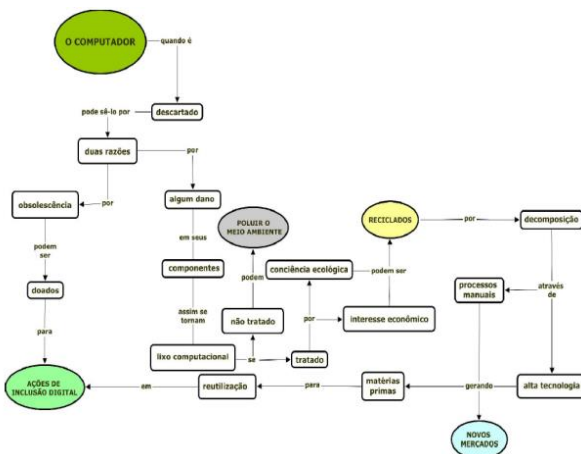 O COMPUTADOR
quando é
descartado
pode sê-lo por
duas razões
por
por
obsolescência
algum dano
POLUIR O
MEIO AMBIENTE
RECICLADOS
por
decomposição
podem
ser
em seus
componentes
podem
conciência ecológica
podem ser
processos
manuais
através
de
doados
assim se
tornam
não tratado
por
interesse econômico
para
lixo computacional
se
tratado
AÇÕES DE
INCLUSÃO DIGITAL
em
reutilização
para
matérias
primas
gerando
alta tecnologia
NOVOS
MERCADOS